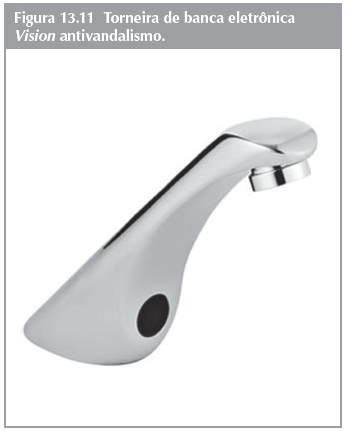 Figura 13.11 Torneira de banca eletrônica
Vision antivandalismo.